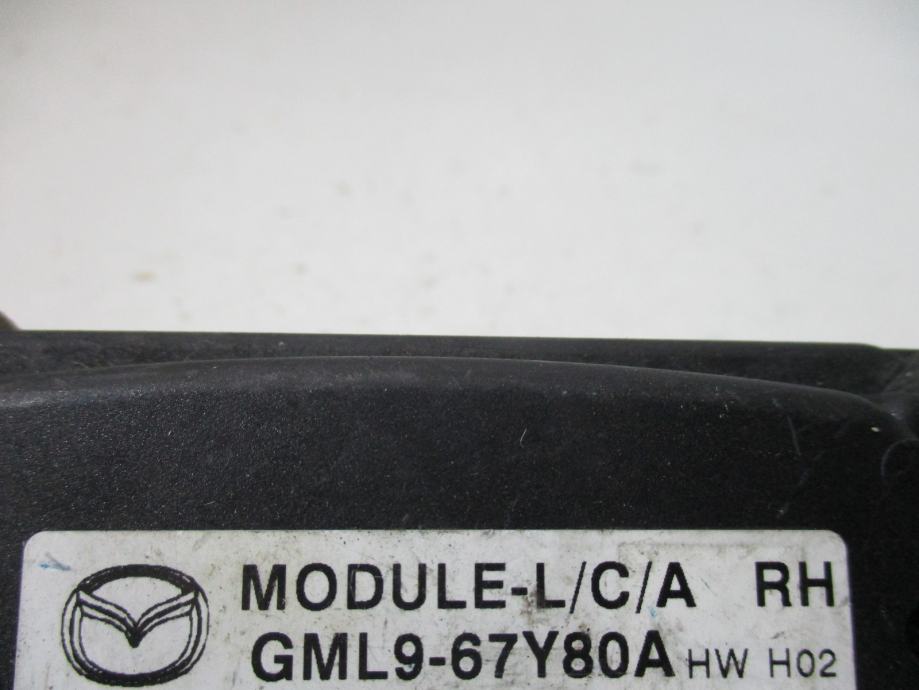 MODULE-L/C/A RH
GML9-67Y80A HW H02